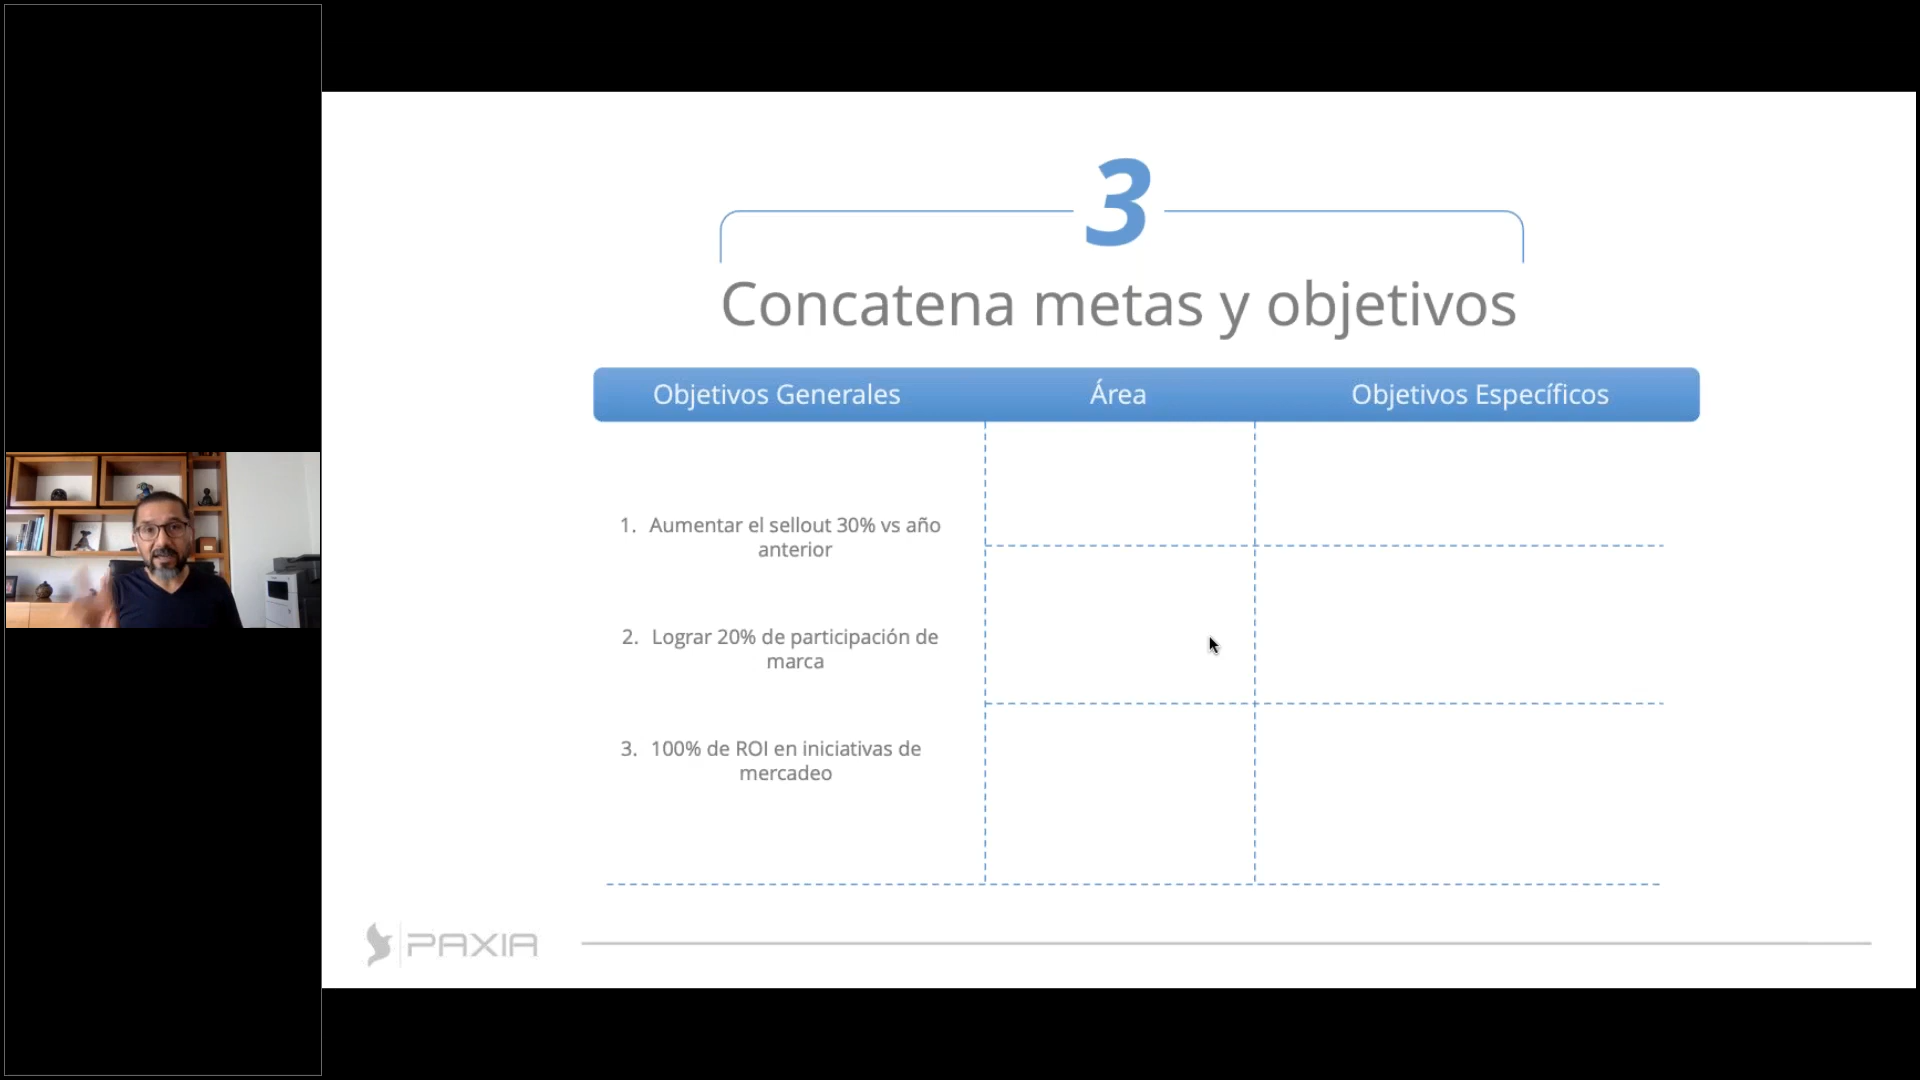 3
Concatena metas y objetivos
Objetivos Generales
Área
Objetivos Específicos
1. Aumentar el sellout 30% vs año
anterior
2. Lograr 20% de participación de
marca
3. 100% de ROI en iniciativas de
mercadeo
PAXIA